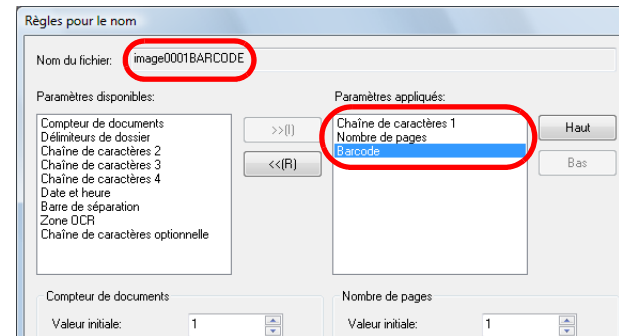 Règles pour le nom
Nom du fichier: image0001BARCODE
Paramètres disponibles:
Compteur de documents
Délimiteurs de dossier
Chaîne de caractères 2
Chaîne de caractères 3
Chaîne de caractères 4
Date et heure
Barre de séparation
Zone OCR
Chaîne de caractères optionnelle
>>(I)
<<(R)
Paramètres appliqués:
Chaîne de caractères 1
Nombre de pages
Barcode
Haut
Bas
Compteur de documents
Valeur initiale: 1
Nombre de pages
Valeur initiale: 1